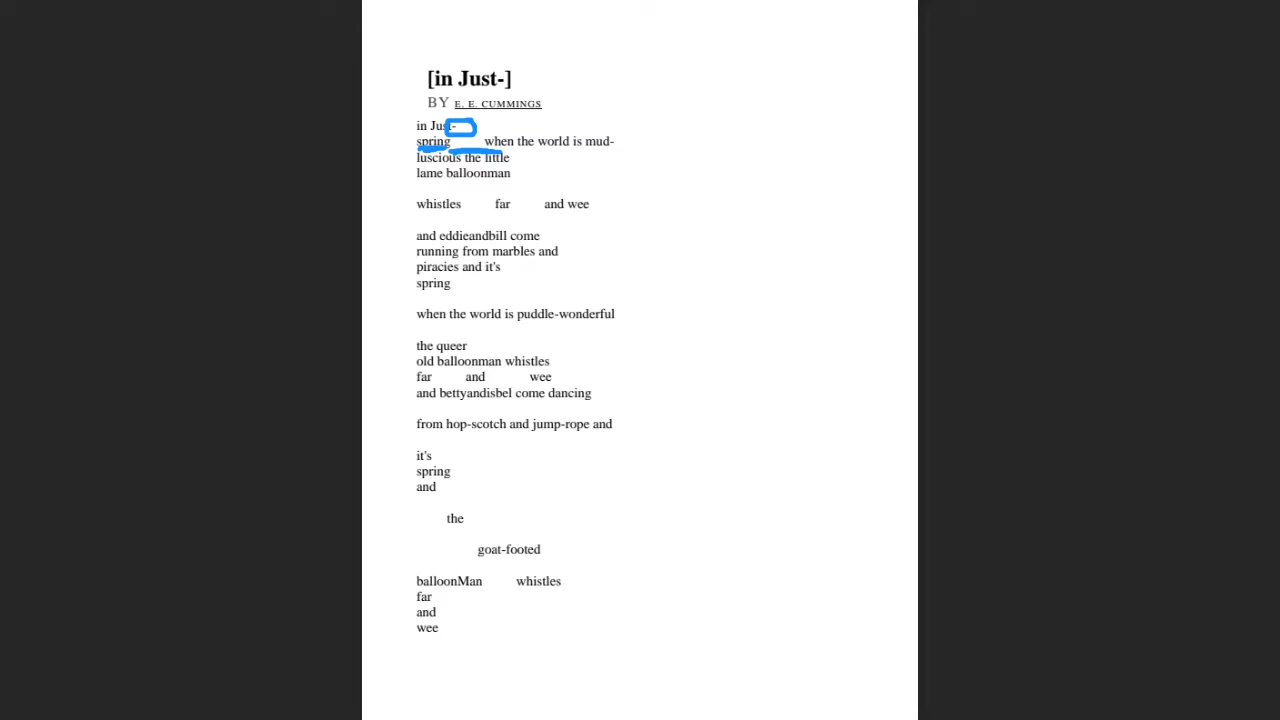 [in Just-]
BY E. E. CUMMINGS
in Just-
spring         when the world is mud-
luscious the little
lame balloonman
whistles         far         and wee
and eddieandbill come
running from marbles and
piracies and it's
spring
when the world is puddle-wonderful
the queer
old balloonman whistles
far         and            wee
and bettyandisbel come dancing
from hop-scotch and jump-rope and
it's
spring
and
the
goat-footed
balloonMan         whistles
far
and
wee